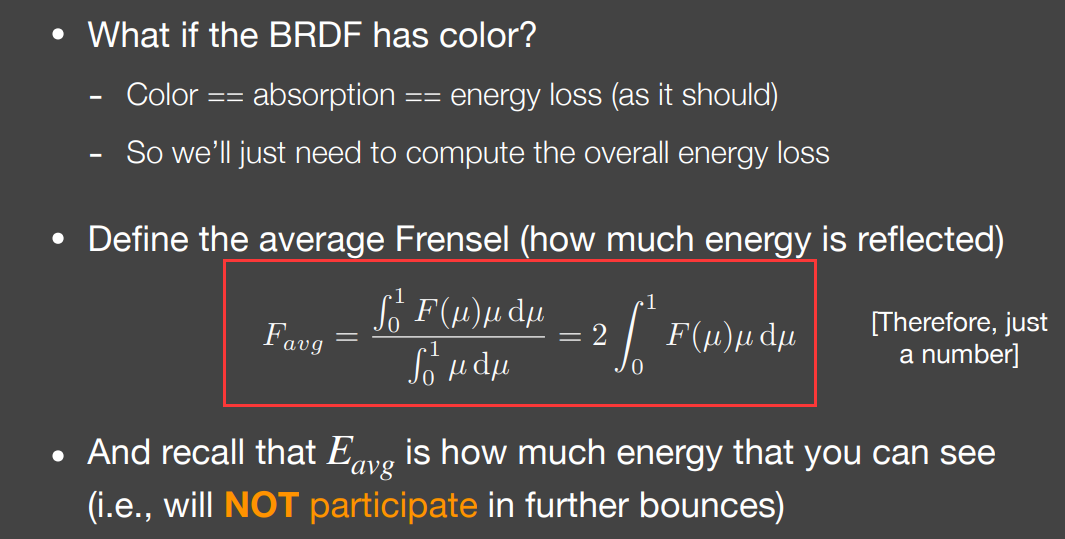 • What if the BRDF has color?
- Color == absorption == energy loss (as it should)
- So we'll just need to compute the overall energy loss
• Define the average Frensel (how much energy is reflected)
F_{avg} = \frac{\int_0^1 F(\mu)\mu \, \mathrm{d}\mu}{\int_0^1 \mu \, \mathrm{d}\mu} = 2 \int_0^1 F(\mu)\mu \, \mathrm{d}\mu
[Therefore, just
a number]
• And recall that E_{avg} is how much energy that you can see
(i.e., will NOT participate in further bounces)